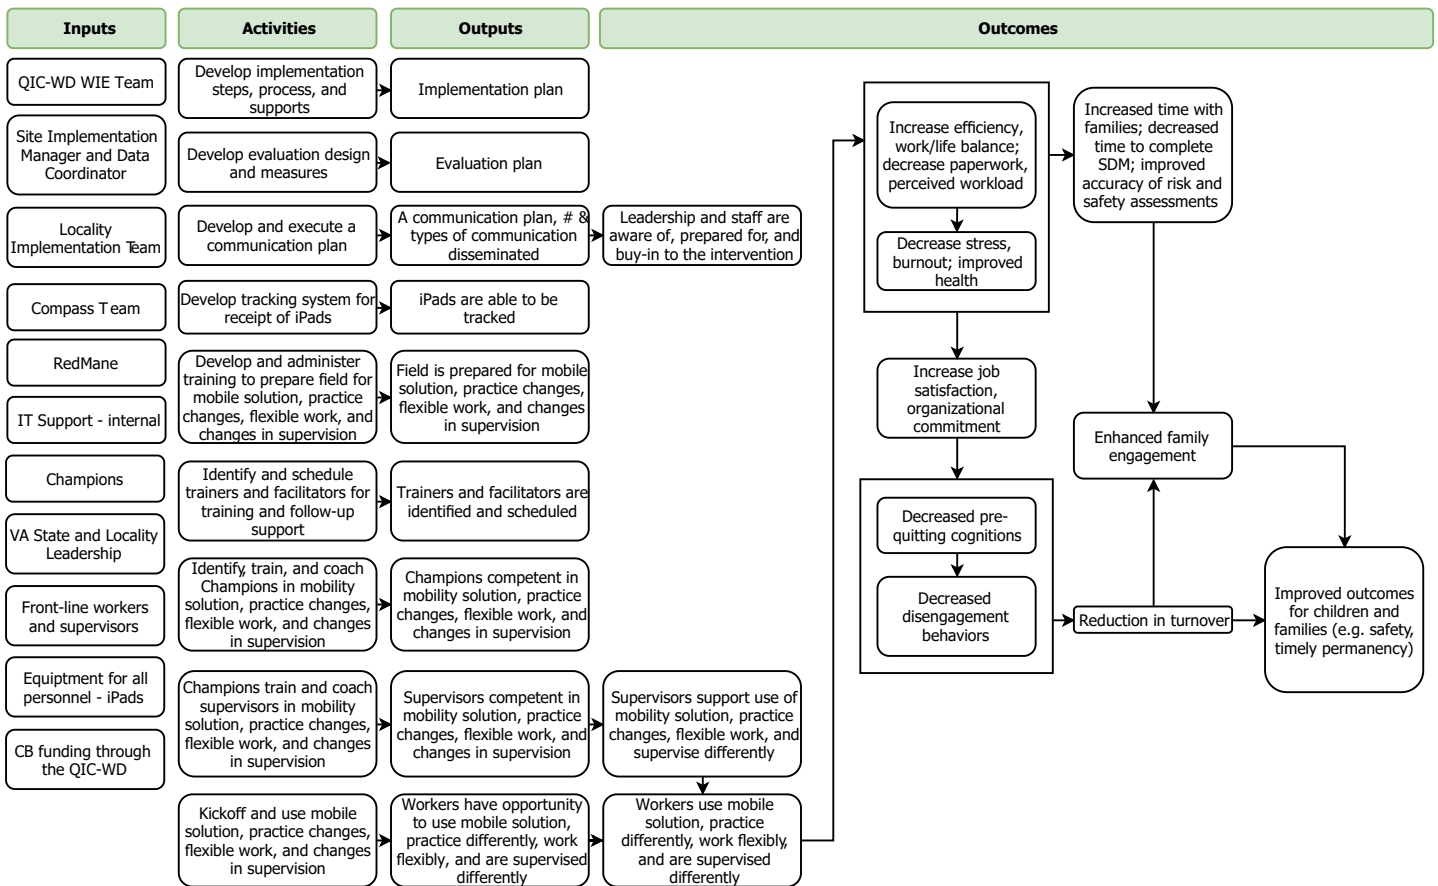 Inputs
Activities
Outputs
Outcomes
QIC-WD WIE Team
Site Implementation
Manager and Data
Coordinator
Locality
Implementation Team
Compass Team
RedMane
IT Support - internal
Champions
VA State and Locality
Leadership
Front-line workers
and supervisors
Equiptment for all
personnel - iPads
CB funding through
the QIC-WD
Develop implementation
steps, process, and
supports
Implementation plan
Develop evaluation design
and measures
Evaluation plan
Develop and execute a
communication plan
A communication plan, # &
types of communication
disseminated
Leadership and staff are
aware of, prepared for, and
buy-in to the intervention
Develop tracking system for
receipt of iPads
iPads are able to be
tracked
Develop and administer
training to prepare field for
mobile solution, practice
changes, flexible work, and
changes in supervision
Field is prepared for mobile
solution, practice changes,
flexible work, and changes
in supervision
Identify and schedule
trainers and facilitators for
training and follow-up
support
Trainers and facilitators are
identified and scheduled
Identify, train, and coach
Champions in mobility
solution, practice changes,
flexible work, and changes
in supervision
Champions competent in
mobility solution, practice
changes, flexible work, and
changes in supervision
Champions train and coach
supervisors in mobility
solution, practice changes,
flexible work, and changes
in supervision
Supervisors competent in
mobility solution, practice
changes, flexible work, and
changes in supervision
Supervisors support use of
mobility solution, practice
changes, flexible work, and
supervise differently
Kickoff and use mobile
solution, practice changes,
flexible work, and changes
in supervision
Workers have opportunity
to use mobile solution,
practice differently, work
flexibly, and are supervised
differently
Workers use mobile
solution, practice
differently, work flexibly,
and are supervised
differently
Increase efficiency,
work/life balance;
decrease paperwork,
perceived workload
Decrease stress,
burnout; improved
health
Increase job
satisfaction,
organizational
commitment
Decreased pre-
quitting cognitions
Decreased
disengagement
behaviors
Increased time with
families; decreased
time to complete
SDM; improved
accuracy of risk and
safety assessments
Enhanced family
engagement
Reduction in turnover
Improved outcomes
for children and
families (e.g. safety,
timely permanency)